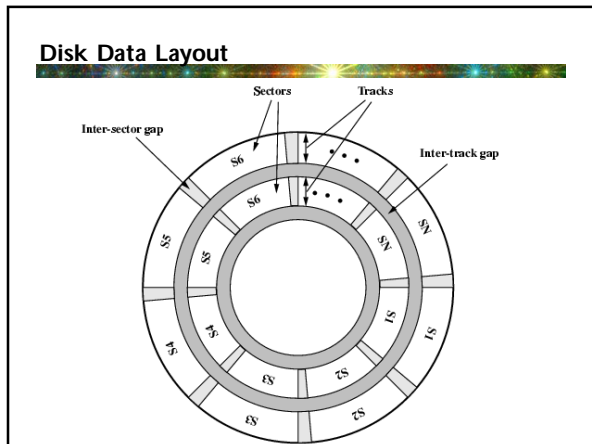 Disk Data Layout
Sectors
Tracks
Inter-sector gap
Inter-track gap
S6
• • •
SN
S6
• • •
SN
S5
S5
S1
S1
S4
S4
S3
S2
S3
S2